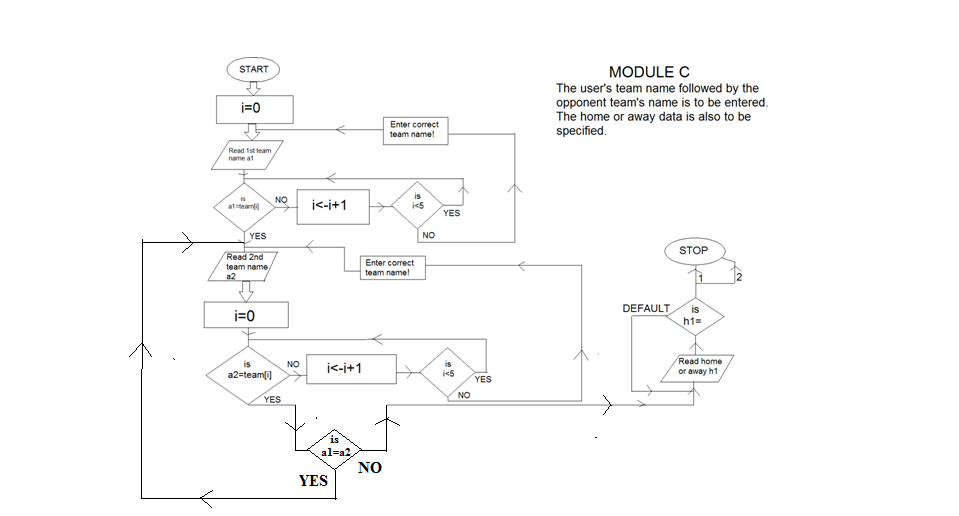 START
MODULE C
The user's team name followed by the
opponent team's name is to be entered.
The home or away data is also to be
specified.
i=0
Enter correct
team name!
Read 1st team
name a1
is
a1=team[i]
NO
i<-i+1
is
i<5
YES
NO
YES
Read 2nd
team name
a2
Enter correct
team name!
STOP
1
2
i=0
DEFAULT
is
h1=
is
a2=team[i]
NO
i<-i+1
is
i<5
YES
NO
Read home
or away h1
YES
is
a1=a2
NO
YES